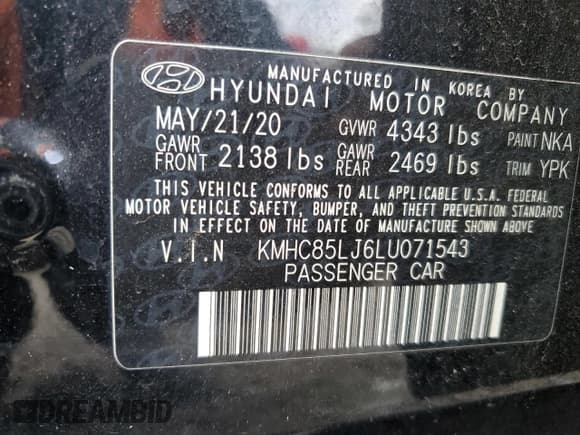 MANUFACTURED IN KOREA BY
HYUNDAI MOTOR COMPANY
MAY/21/20 GVWR 4343 lbs PAINT NKA
GAWR FRONT 2138 lbs GAWR REAR 2469 lbs TRIM YPK
THIS VEHICLE CONFORMS TO ALL APPLICABLE U.S.A. FEDERAL
MOTOR VEHICLE SAFETY, BUMPER, AND THEFT PREVENTION STANDARDS
IN EFFECT ON THE DATE OF MANUFACTURE SHOWN ABOVE
V.I.N KMHC85LJ6LU071543
PASSENGER CAR
DREAMBID